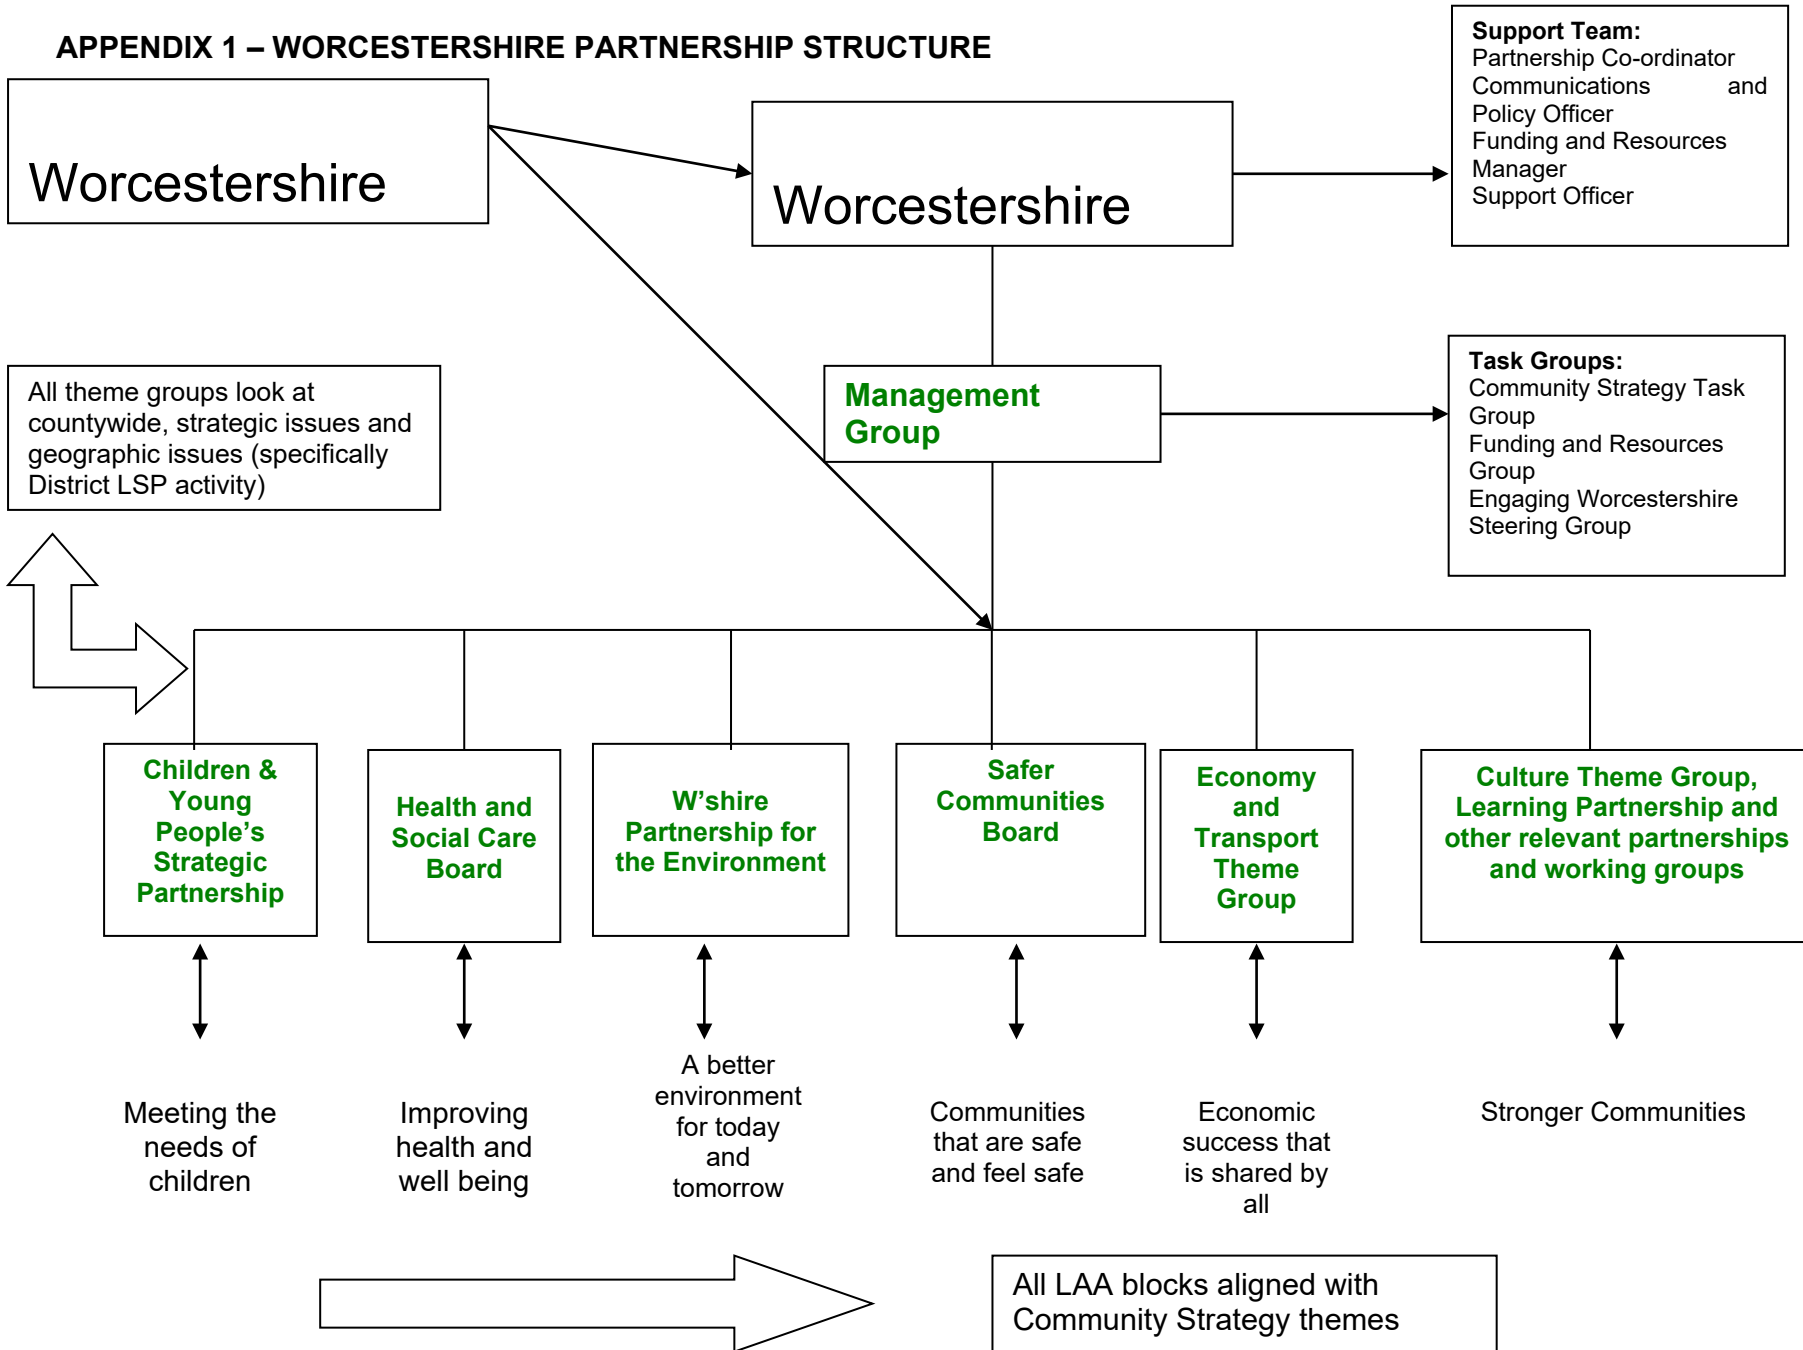 APPENDIX 1 – WORCESTERSHIRE PARTNERSHIP STRUCTURE
Support Team:
Partnership Co-ordinator
Communications and
Policy Officer
Funding and Resources
Manager
Support Officer
Worcestershire
Worcestershire
All theme groups look at
countywide, strategic issues and
geographic issues (specifically
District LSP activity)
Management
Group
Task Groups:
Community Strategy Task
Group
Funding and Resources
Group
Engaging Worcestershire
Steering Group
Children &
Young
People's
Strategic
Partnership
Health and
Social Care
Board
W'shire
Partnership for
the Environment
Safer
Communities
Board
Economy
and
Transport
Theme
Group
Culture Theme Group,
Learning Partnership and
other relevant partnerships
and working groups
Meeting the
needs of
children
Improving
health and
well being
A better
environment
for today
and
tomorrow
Communities
that are safe
and feel safe
Economic
success that
is shared by
all
Stronger Communities
All LAA blocks aligned with
Community Strategy themes